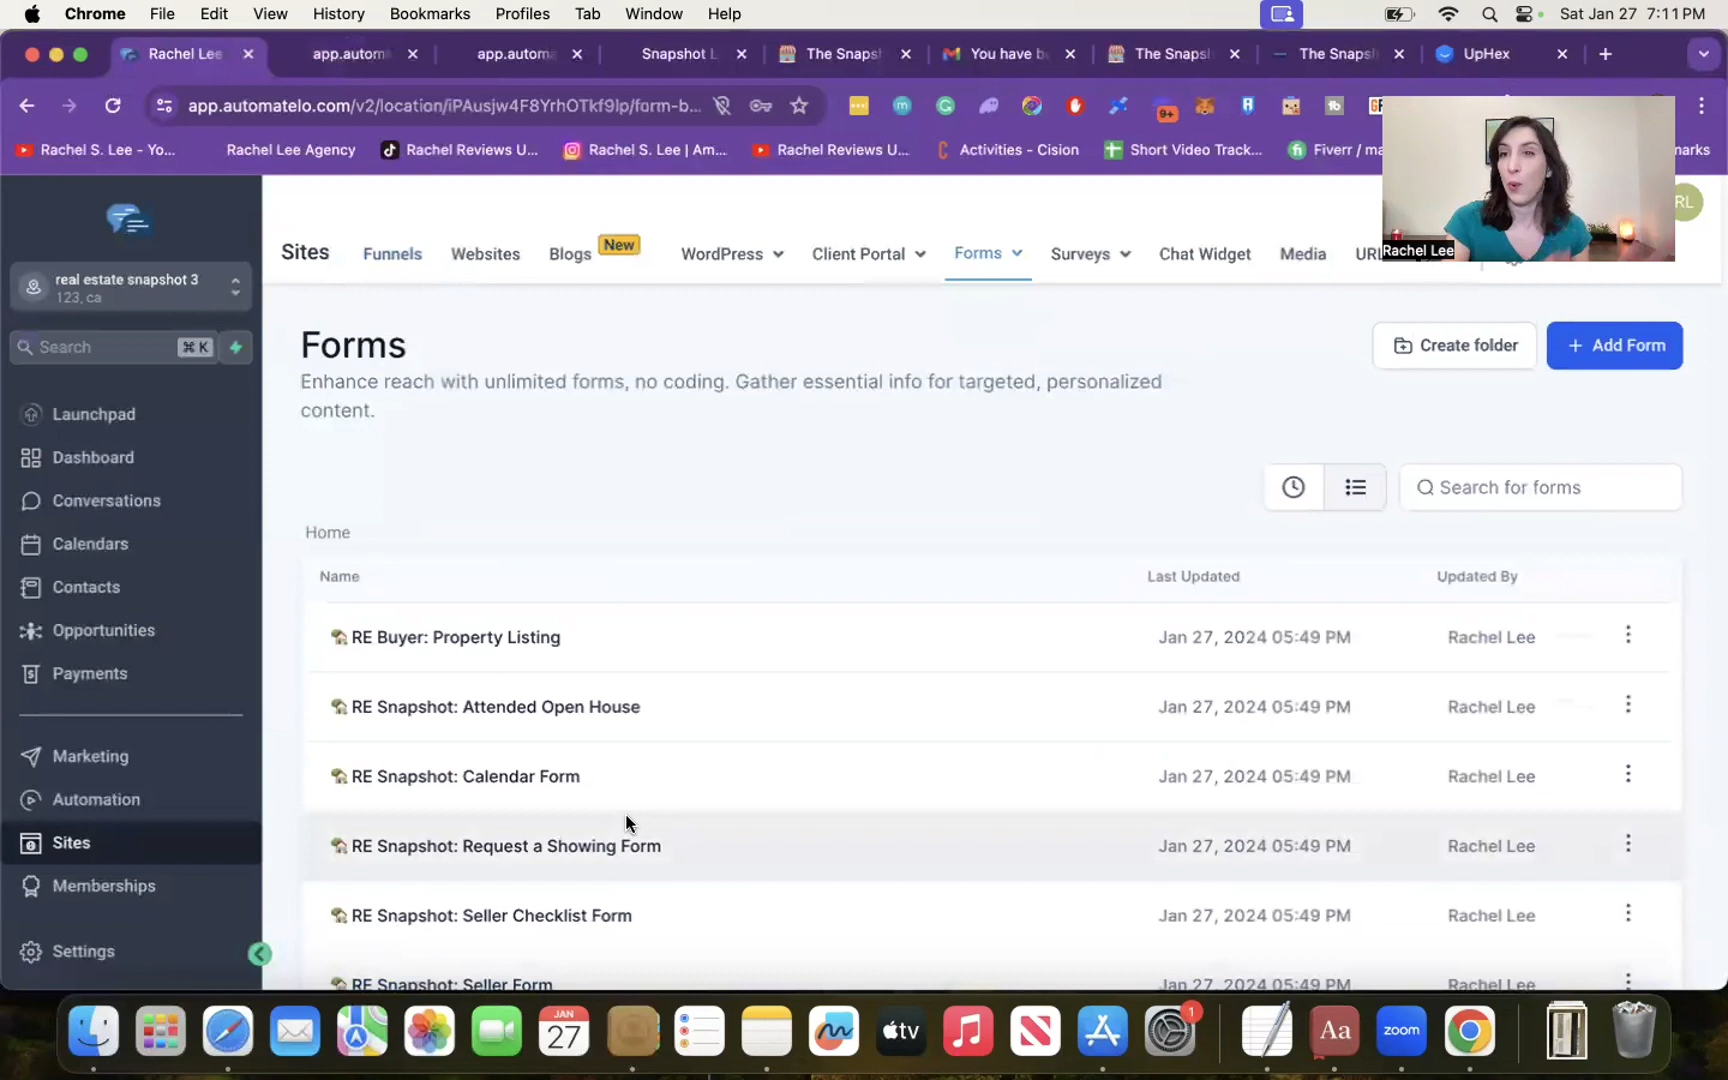 Chrome File Edit View History Bookmarks Profiles Tab Window Help Sat Jan 27 7:11 PM
Rachel Lee app.autom app.autom Snapshot The Snaps You have The Snaps The Snaps UpHex
app.automatelo.com/v2/location/iPAusjw4F8YrhOTkf9lp/form-b... 9+
Rachel S. Lee - Yo... Rachel Lee Agency Rachel Reviews U... Rachel S. Lee | Am... Rachel Reviews U... Activities - Cision Short Video Track... Fiverr / ma marks
RL
Rachel Lee
real estate snapshot 3
123, ca
Search ⌘ K
Launchpad
Dashboard
Conversations
Calendars
Contacts
Opportunities
Payments
Marketing
Automation
Sites
Memberships
Settings
Sites Funnels Websites Blogs New WordPress Client Portal Forms Surveys Chat Widget Media
Forms
Enhance reach with unlimited forms, no coding. Gather essential info for targeted, personalized
content.
Create folder + Add Form
Search for forms
Home
Name Last Updated Updated By
RE Buyer: Property Listing Jan 27, 2024 05:49 PM Rachel Lee
RE Snapshot: Attended Open House Jan 27, 2024 05:49 PM Rachel Lee
RE Snapshot: Calendar Form Jan 27, 2024 05:49 PM Rachel Lee
RE Snapshot: Request a Showing Form Jan 27, 2024 05:49 PM Rachel Lee
RE Snapshot: Seller Checklist Form Jan 27, 2024 05:49 PM Rachel Lee
RE Snapshot: Seller Form Jan 27, 2024 05:49 PM Rachel Lee
JAN
27
tv
1
Aa
zoom